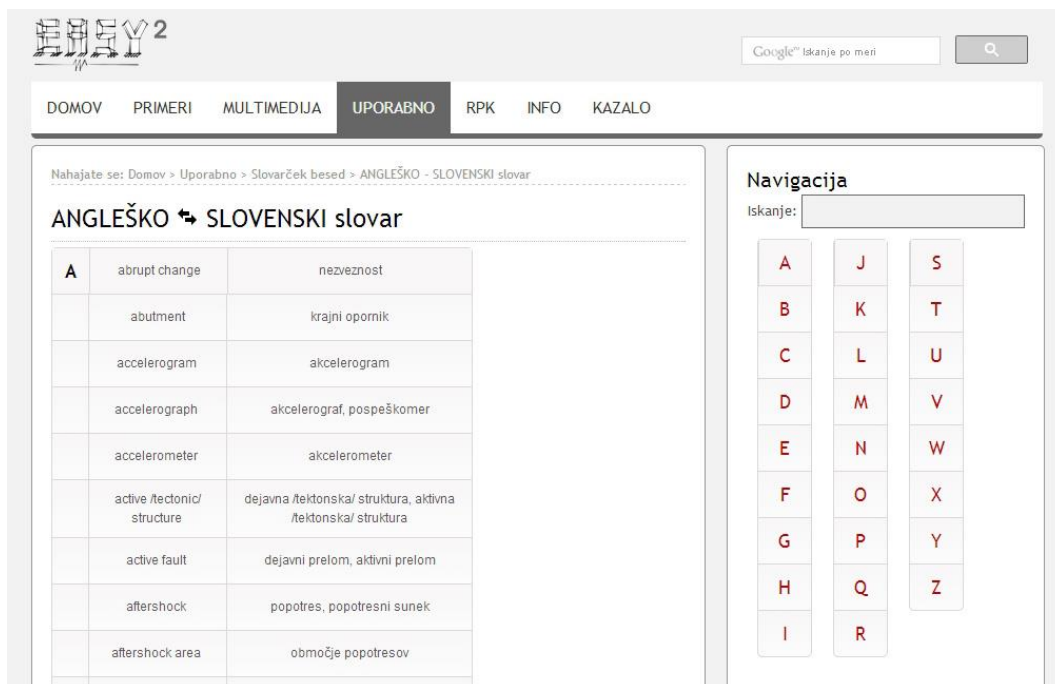 EASY2
Google™ Iskanje po meri
DOMOV PRIMERI MULTIMEDIJA UPORABNO RPK INFO KAZALO
Nahajate se: Domov > Uporabno > Slovarček besed > ANGLEŠKO - SLOVENSKI slovar
ANGLEŠKO ⇆ SLOVENSKI slovar
A abrupt change nezveznost
abutment krajni opornik
accelerogram akcelerogram
accelerograph akcelerograf, pospeškomer
accelerometer akcelerometer
active /tectonic/ dejavna /tektonska/ struktura, aktivna
structure /tektonska/ struktura
active fault dejavni prelom, aktivni prelom
aftershock popotres, popotresni sunek
aftershock area območje popotresov
Navigacija
Iskanje:
A J S
B K T
C L U
D M V
E N W
F O X
G P Y
H Q Z
I R